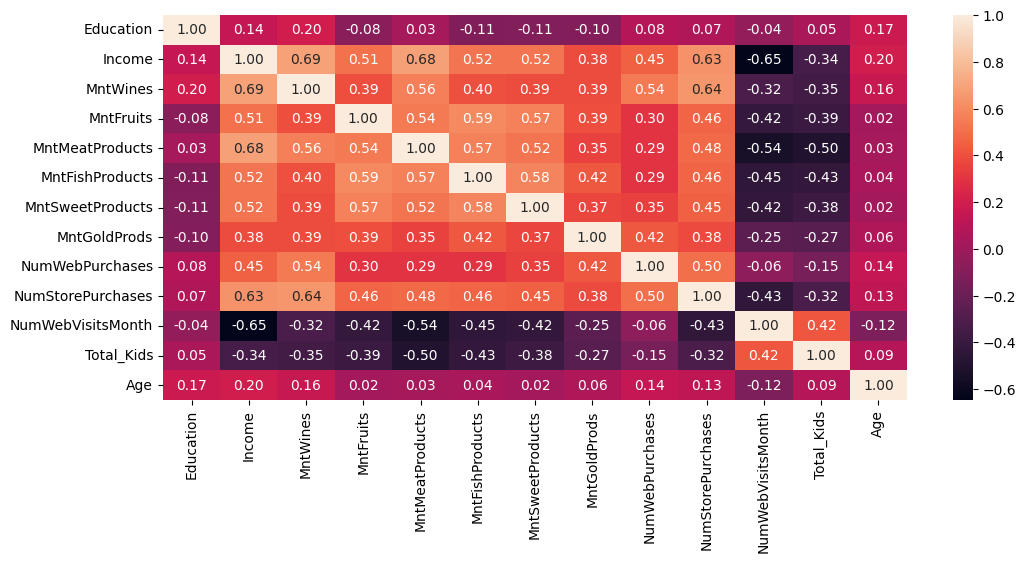 Education 1.00 0.14 0.20 -0.08 0.03 -0.11 -0.11 -0.10 0.08 0.07 -0.04 0.05 0.17
Income 0.14 1.00 0.69 0.51 0.68 0.52 0.52 0.38 0.45 0.63 -0.65 -0.34 0.20
MntWines 0.20 0.69 1.00 0.39 0.56 0.40 0.39 0.39 0.54 0.64 -0.32 -0.35 0.16
MntFruits -0.08 0.51 0.39 1.00 0.54 0.59 0.57 0.39 0.30 0.46 -0.42 -0.39 0.02
MntMeatProducts 0.03 0.68 0.56 0.54 1.00 0.57 0.52 0.35 0.29 0.48 -0.54 -0.50 0.03
MntFishProducts -0.11 0.52 0.40 0.59 0.57 1.00 0.58 0.42 0.29 0.46 -0.45 -0.43 0.04
MntSweetProducts -0.11 0.52 0.39 0.57 0.52 0.58 1.00 0.37 0.35 0.45 -0.42 -0.38 0.02
MntGoldProds -0.10 0.38 0.39 0.39 0.35 0.42 0.37 1.00 0.42 0.38 -0.25 -0.27 0.06
NumWebPurchases 0.08 0.45 0.54 0.30 0.29 0.29 0.35 0.42 1.00 0.50 -0.06 -0.15 0.14
NumStorePurchases 0.07 0.63 0.64 0.46 0.48 0.46 0.45 0.38 0.50 1.00 -0.43 -0.32 0.13
NumWebVisitsMonth -0.04 -0.65 -0.32 -0.42 -0.54 -0.45 -0.42 -0.25 -0.06 -0.43 1.00 0.42 -0.12
Total_Kids 0.05 -0.34 -0.35 -0.39 -0.50 -0.43 -0.38 -0.27 -0.15 -0.32 0.42 1.00 0.09
Age 0.17 0.20 0.16 0.02 0.03 0.04 0.02 0.06 0.14 0.13 -0.12 0.09 1.00
Education
Income
MntWines
MntFruits
MntMeatProducts
MntFishProducts
MntSweetProducts
MntGoldProds
NumWebPurchases
NumStorePurchases
NumWebVisitsMonth
Total_Kids
Age
1.0
0.8
0.6
0.4
0.2
0.0
−0.2
−0.4
−0.6